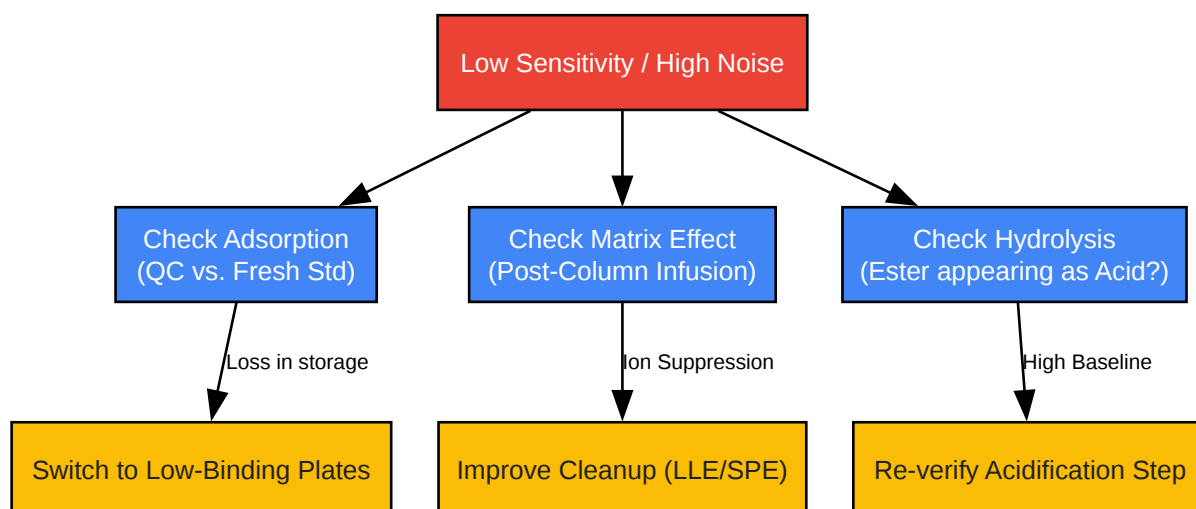 Low Sensitivity / High Noise
Check Adsorption
(QC vs. Fresh Std)
Check Matrix Effect
(Post-Column Infusion)
Check Hydrolysis
(Ester appearing as Acid?)
Loss in storage
Ion Suppression
High Baseline
Switch to Low-Binding Plates
Improve Cleanup (LLE/SPE)
Re-verify Acidification Step